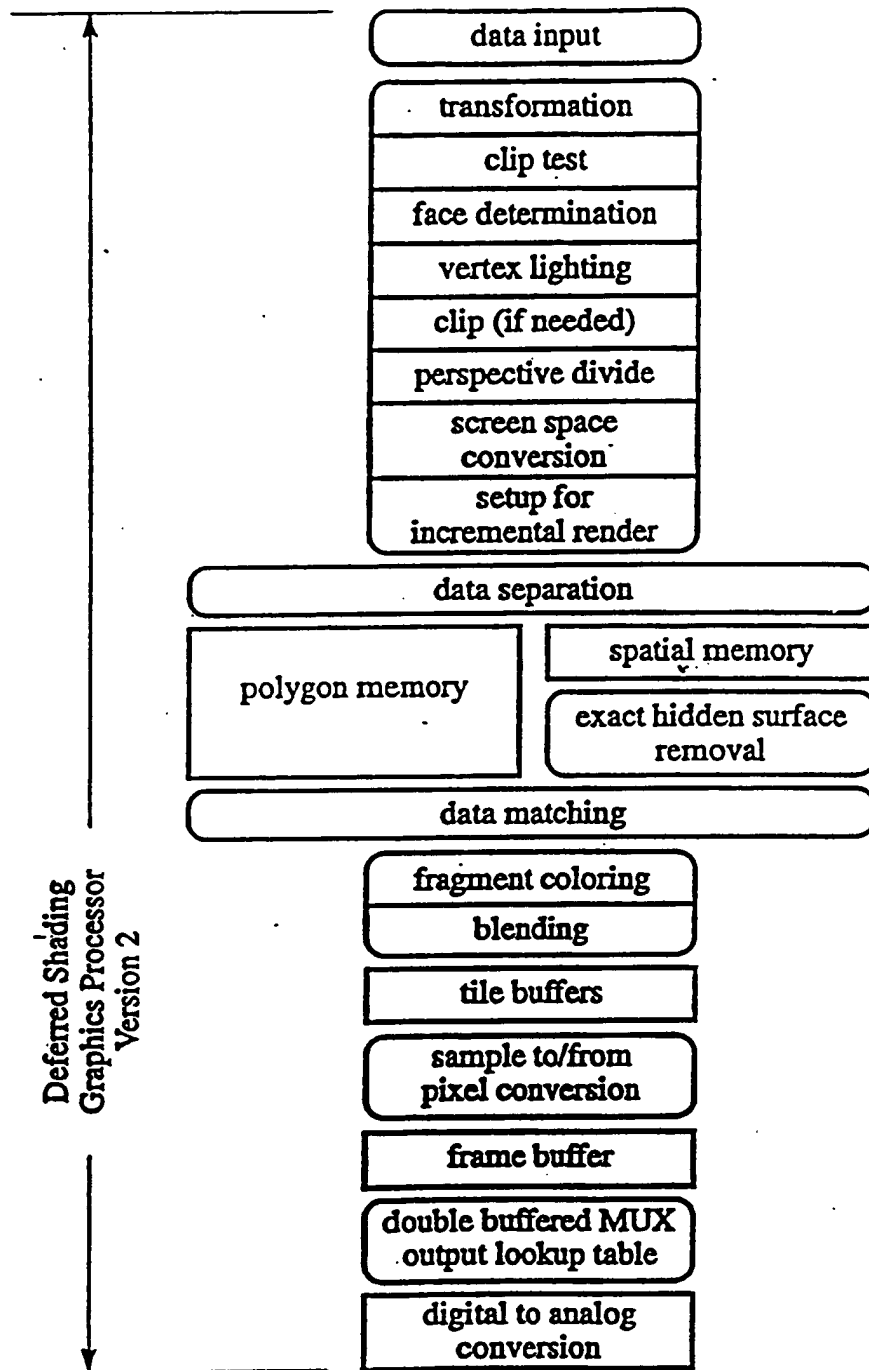 data input
transformation
clip test
face determination
vertex lighting
clip (if needed)
perspective divide
screen space
conversion
setup for
incremental render
data separation
polygon memory
spatial memory
exact hidden surface
removal
data matching
fragment coloring
blending
tile buffers
sample to/from
pixel conversion
frame buffer
double buffered MUX
output lookup table
digital to analog
conversion
Deferred Shading
Graphics Processor
Version 2